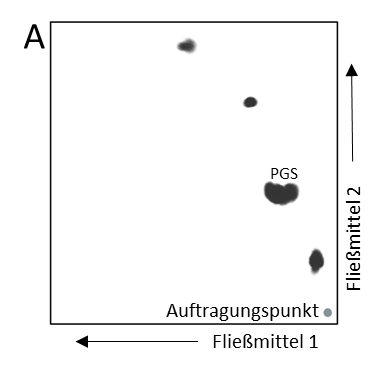 A
PGS
Fließmittel 2
Auftragungspunkt
Fließmittel 1